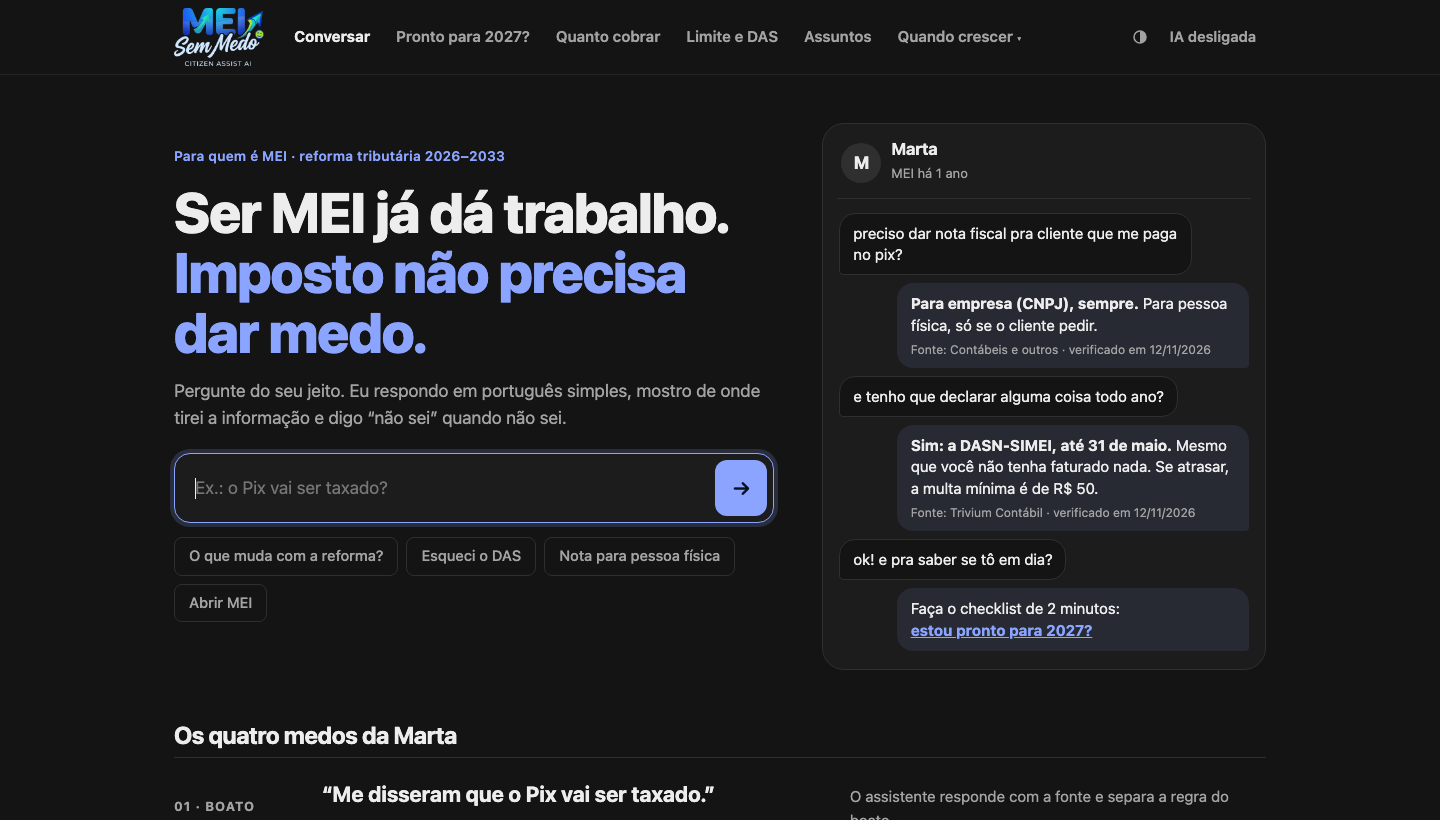 MEI
Sem Medo
CITIZEN ASSIST AI
Conversar
Pronto para 2027?
Quanto cobrar
Limite e DAS
Assuntos
Quando crescer
IA desligada
Para quem é MEI · reforma tributária 2026–2033
Ser MEI já dá trabalho.
Imposto não precisa
dar medo.
Pergunte do seu jeito. Eu respondo em português simples, mostro de onde
tirei a informação e digo “não sei” quando não sei.
Ex.: o Pix vai ser taxado?
O que muda com a reforma?
Esqueci o DAS
Nota para pessoa física
Abrir MEI
M
Marta
MEI há 1 ano
preciso dar nota fiscal pra cliente que me paga
no pix?
Para empresa (CNPJ), sempre. Para pessoa
física, só se o cliente pedir.
Fonte: Contábeis e outros · verificado em 12/11/2026
e tenho que declarar alguma coisa todo ano?
Sim: a DASN-SIMEI, até 31 de maio. Mesmo
que você não tenha faturado nada. Se atrasar,
a multa mínima é de R$ 50.
Fonte: Trivium Contábil · verificado em 12/11/2026
ok! e pra saber se tô em dia?
Faça o checklist de 2 minutos:
estou pronto para 2027?
Os quatro medos da Marta
01 · BOATO
“Me disseram que o Pix vai ser taxado.”
O assistente responde com a fonte e separa a regra do